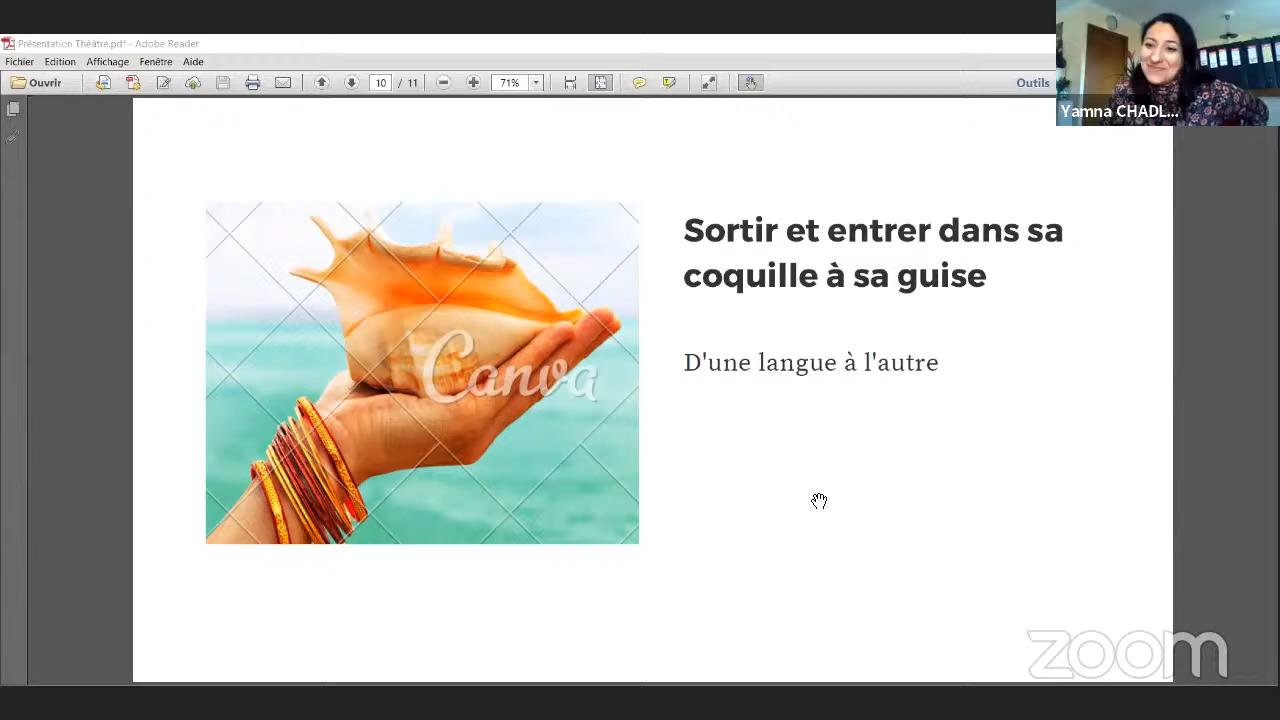 Présentation Théâtre.pdf - Adobe Reader
Fichier Edition Affichage Fenêtre Aide
Ouvrir 10 / 11 71% Outils
Yamna CHADL...
Sortir et entrer dans sa
coquille à sa guise
D'une langue à l'autre
Canva
zoom